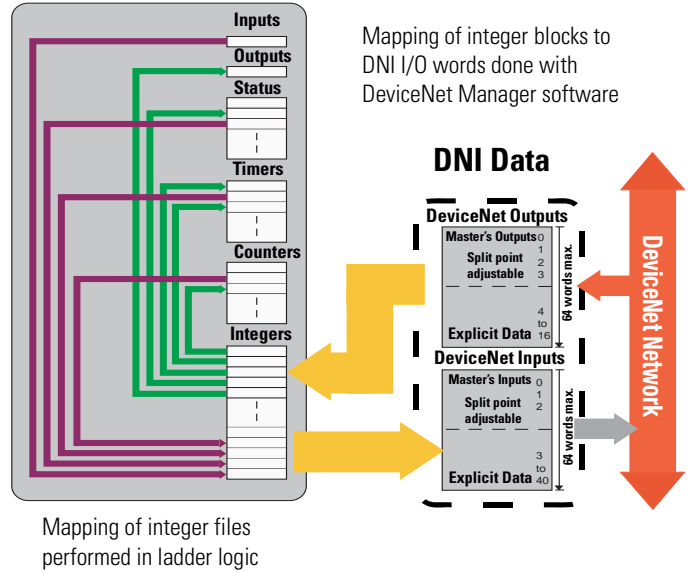 Inputs
Outputs
Status
Timers
Counters
Integers
Mapping of integer files
performed in ladder logic
Mapping of integer blocks to
DNI I/O words done with
DeviceNet Manager software
DNI Data
DeviceNet Outputs
Master's Outputs 0
1
Split point 2
adjustable 3
4
to
Explicit Data 16
64 words max.
DeviceNet Inputs
Master's Inputs 0
1
Split point 2
adjustable
3
to
Explicit Data 40
64 words max.
DeviceNet Network